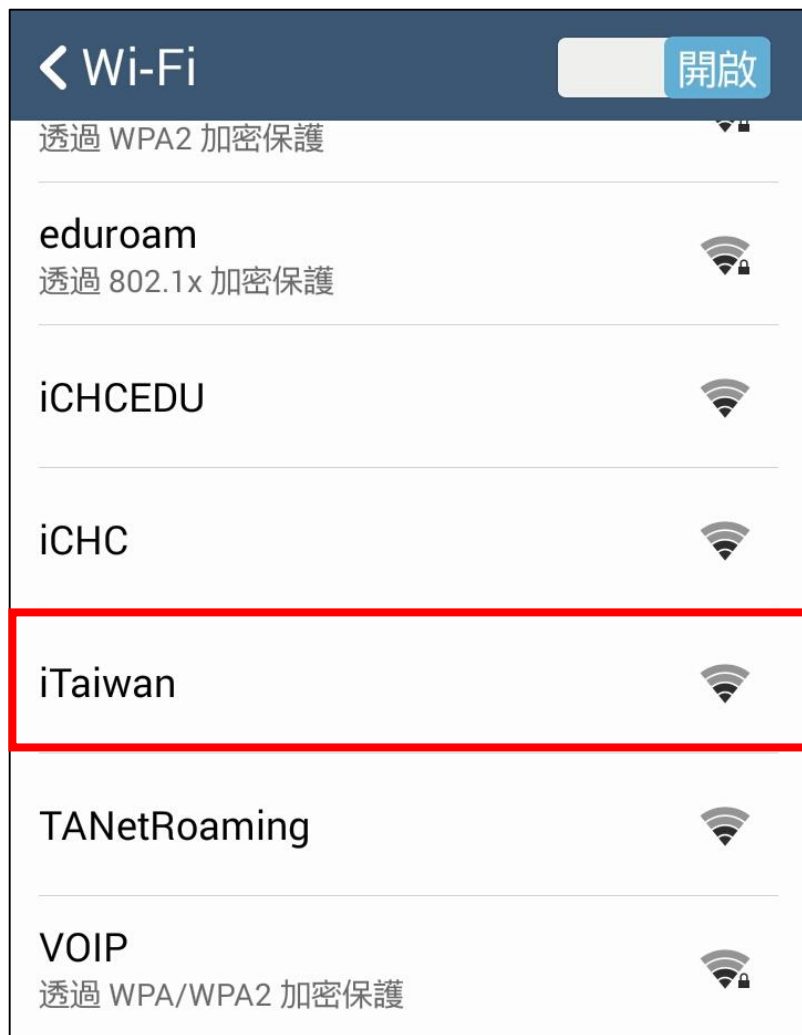 Wi-Fi
開啟
透過 WPA2 加密保護
eduroam
透過 802.1x 加密保護
iCHCEDU
iCHC
iTaiwan
TANetRoaming
VOIP
透過 WPA/WPA2 加密保護